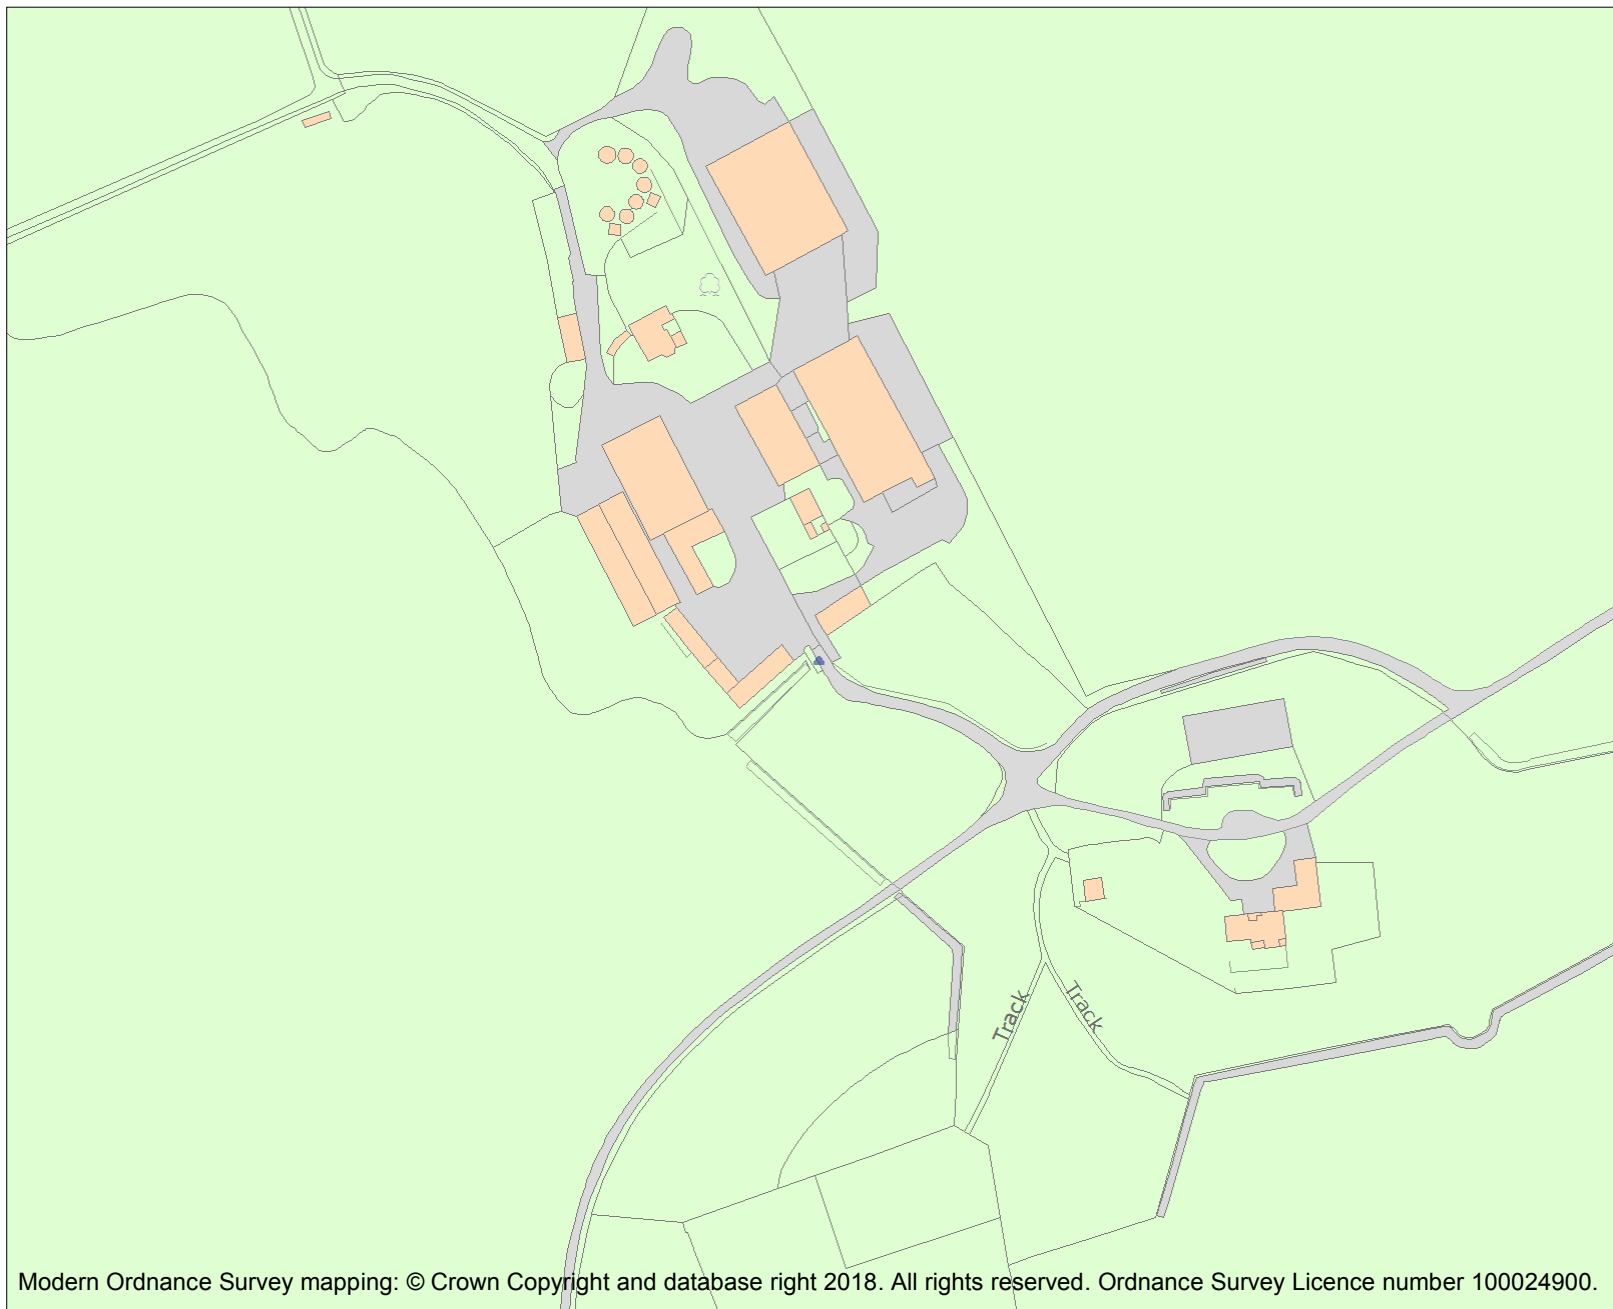 Track
Track
Modern Ordnance Survey mapping: © Crown Copyright and database right 2018. All rights reserved. Ordnance Survey Licence number 100024900.